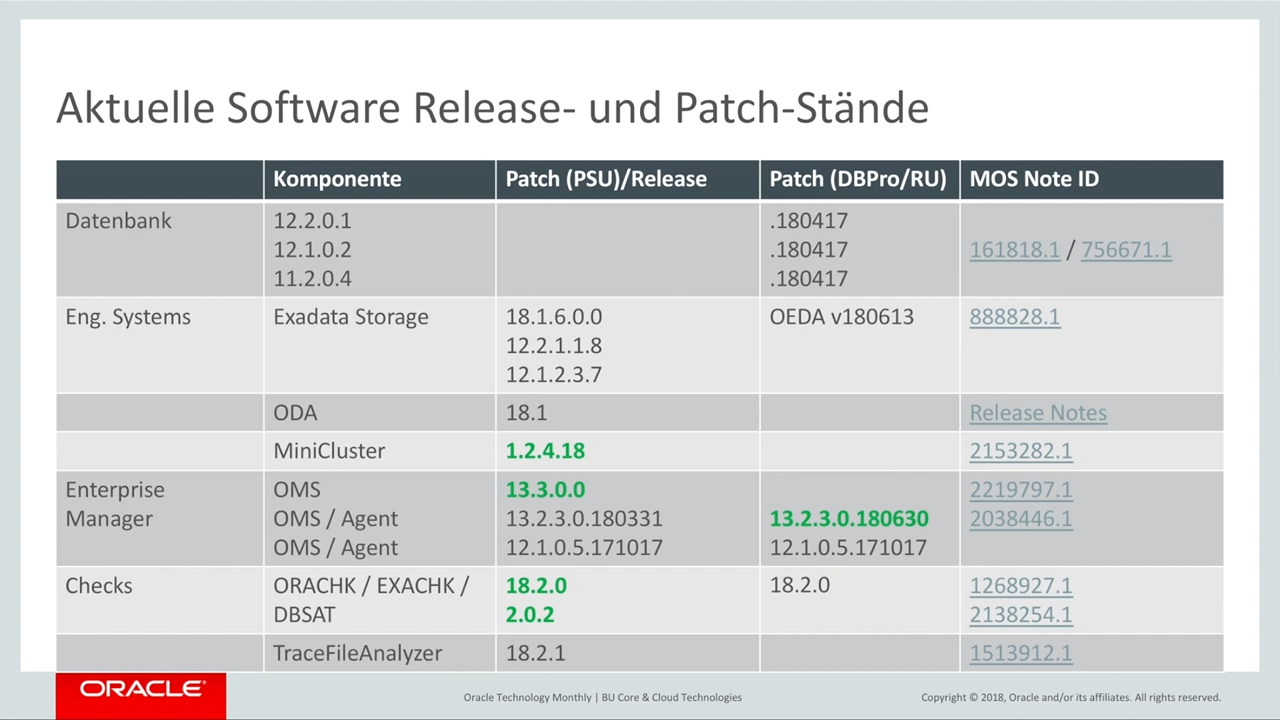 Aktuelle Software Release- und Patch-Stände
Komponente Patch (PSU)/Release Patch (DBPro/RU) MOS Note ID
Datenbank 12.2.0.1 .180417
12.1.0.2 .180417 161818.1 / 756671.1
11.2.0.4 .180417
Eng. Systems Exadata Storage 18.1.6.0.0 OEDA v180613 888828.1
12.2.1.1.8
12.1.2.3.7
ODA 18.1 Release Notes
MiniCluster 1.2.4.18 2153282.1
Enterprise OMS 13.3.0.0 2219797.1
Manager OMS / Agent 13.2.3.0.180331 13.2.3.0.180630 2038446.1
OMS / Agent 12.1.0.5.171017 12.1.0.5.171017
Checks ORACHK / EXACHK / 18.2.0 18.2.0 1268927.1
DBSAT 2.0.2 2138254.1
TraceFileAnalyzer 18.2.1 1513912.1
ORACLE® Oracle Technology Monthly | BU Core & Cloud Technologies Copyright © 2018, Oracle and/or its affiliates. All rights reserved.